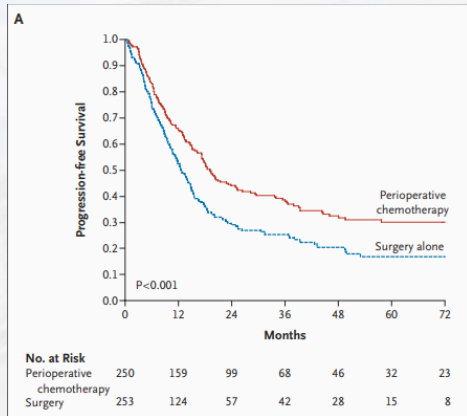 A
1.0
0.9
0.8
0.7
0.6
0.5
0.4
0.3
0.2
0.1
0.0
Progression-free Survival
Perioperative
chemotherapy
Surgery alone
P<0.001
0 12 24 36 48 60 72
Months
No. at Risk
Perioperative 250 159 99 68 46 32 23
chemotherapy
Surgery 253 124 57 42 28 15 8